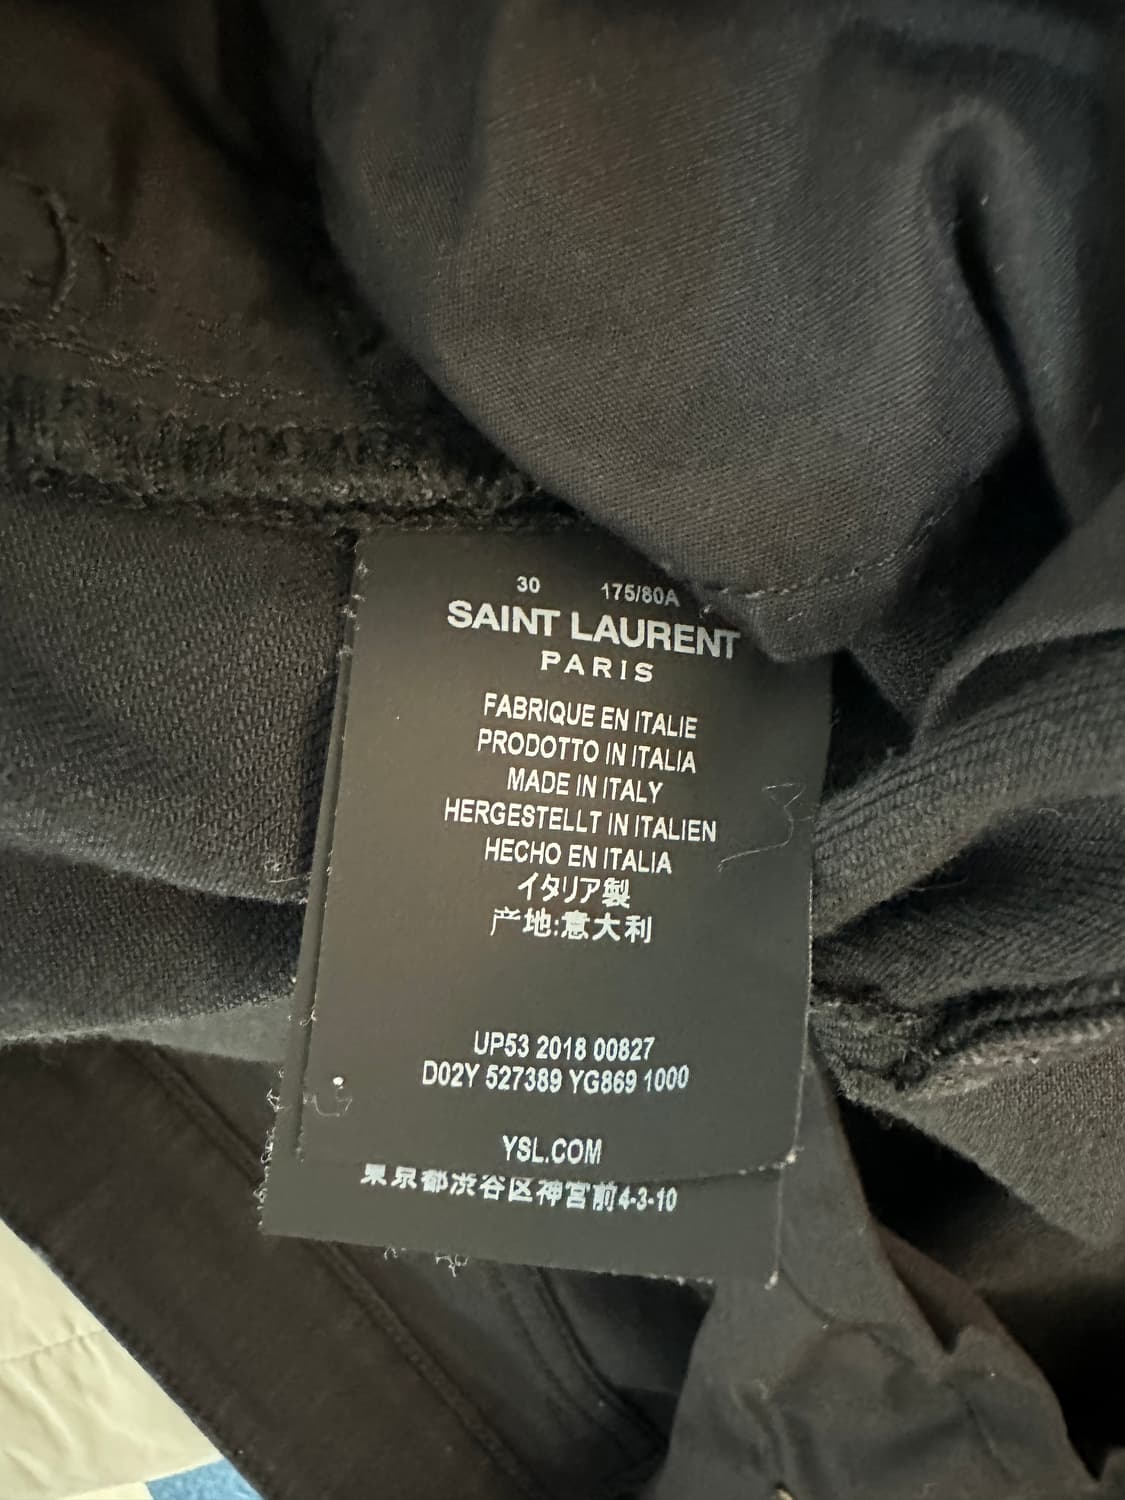 30 175/80A
SAINT LAURENT
PARIS
FABRIQUE EN ITALIE
PRODOTTO IN ITALIA
MADE IN ITALY
HERGESTELLT IN ITALIEN
HECHO EN ITALIA
イタリア製
产地:意大利
UP53 2018 00827
D02Y 527389 YG869 1000
YSL.COM
東京都渋谷区神宮前4-3-10